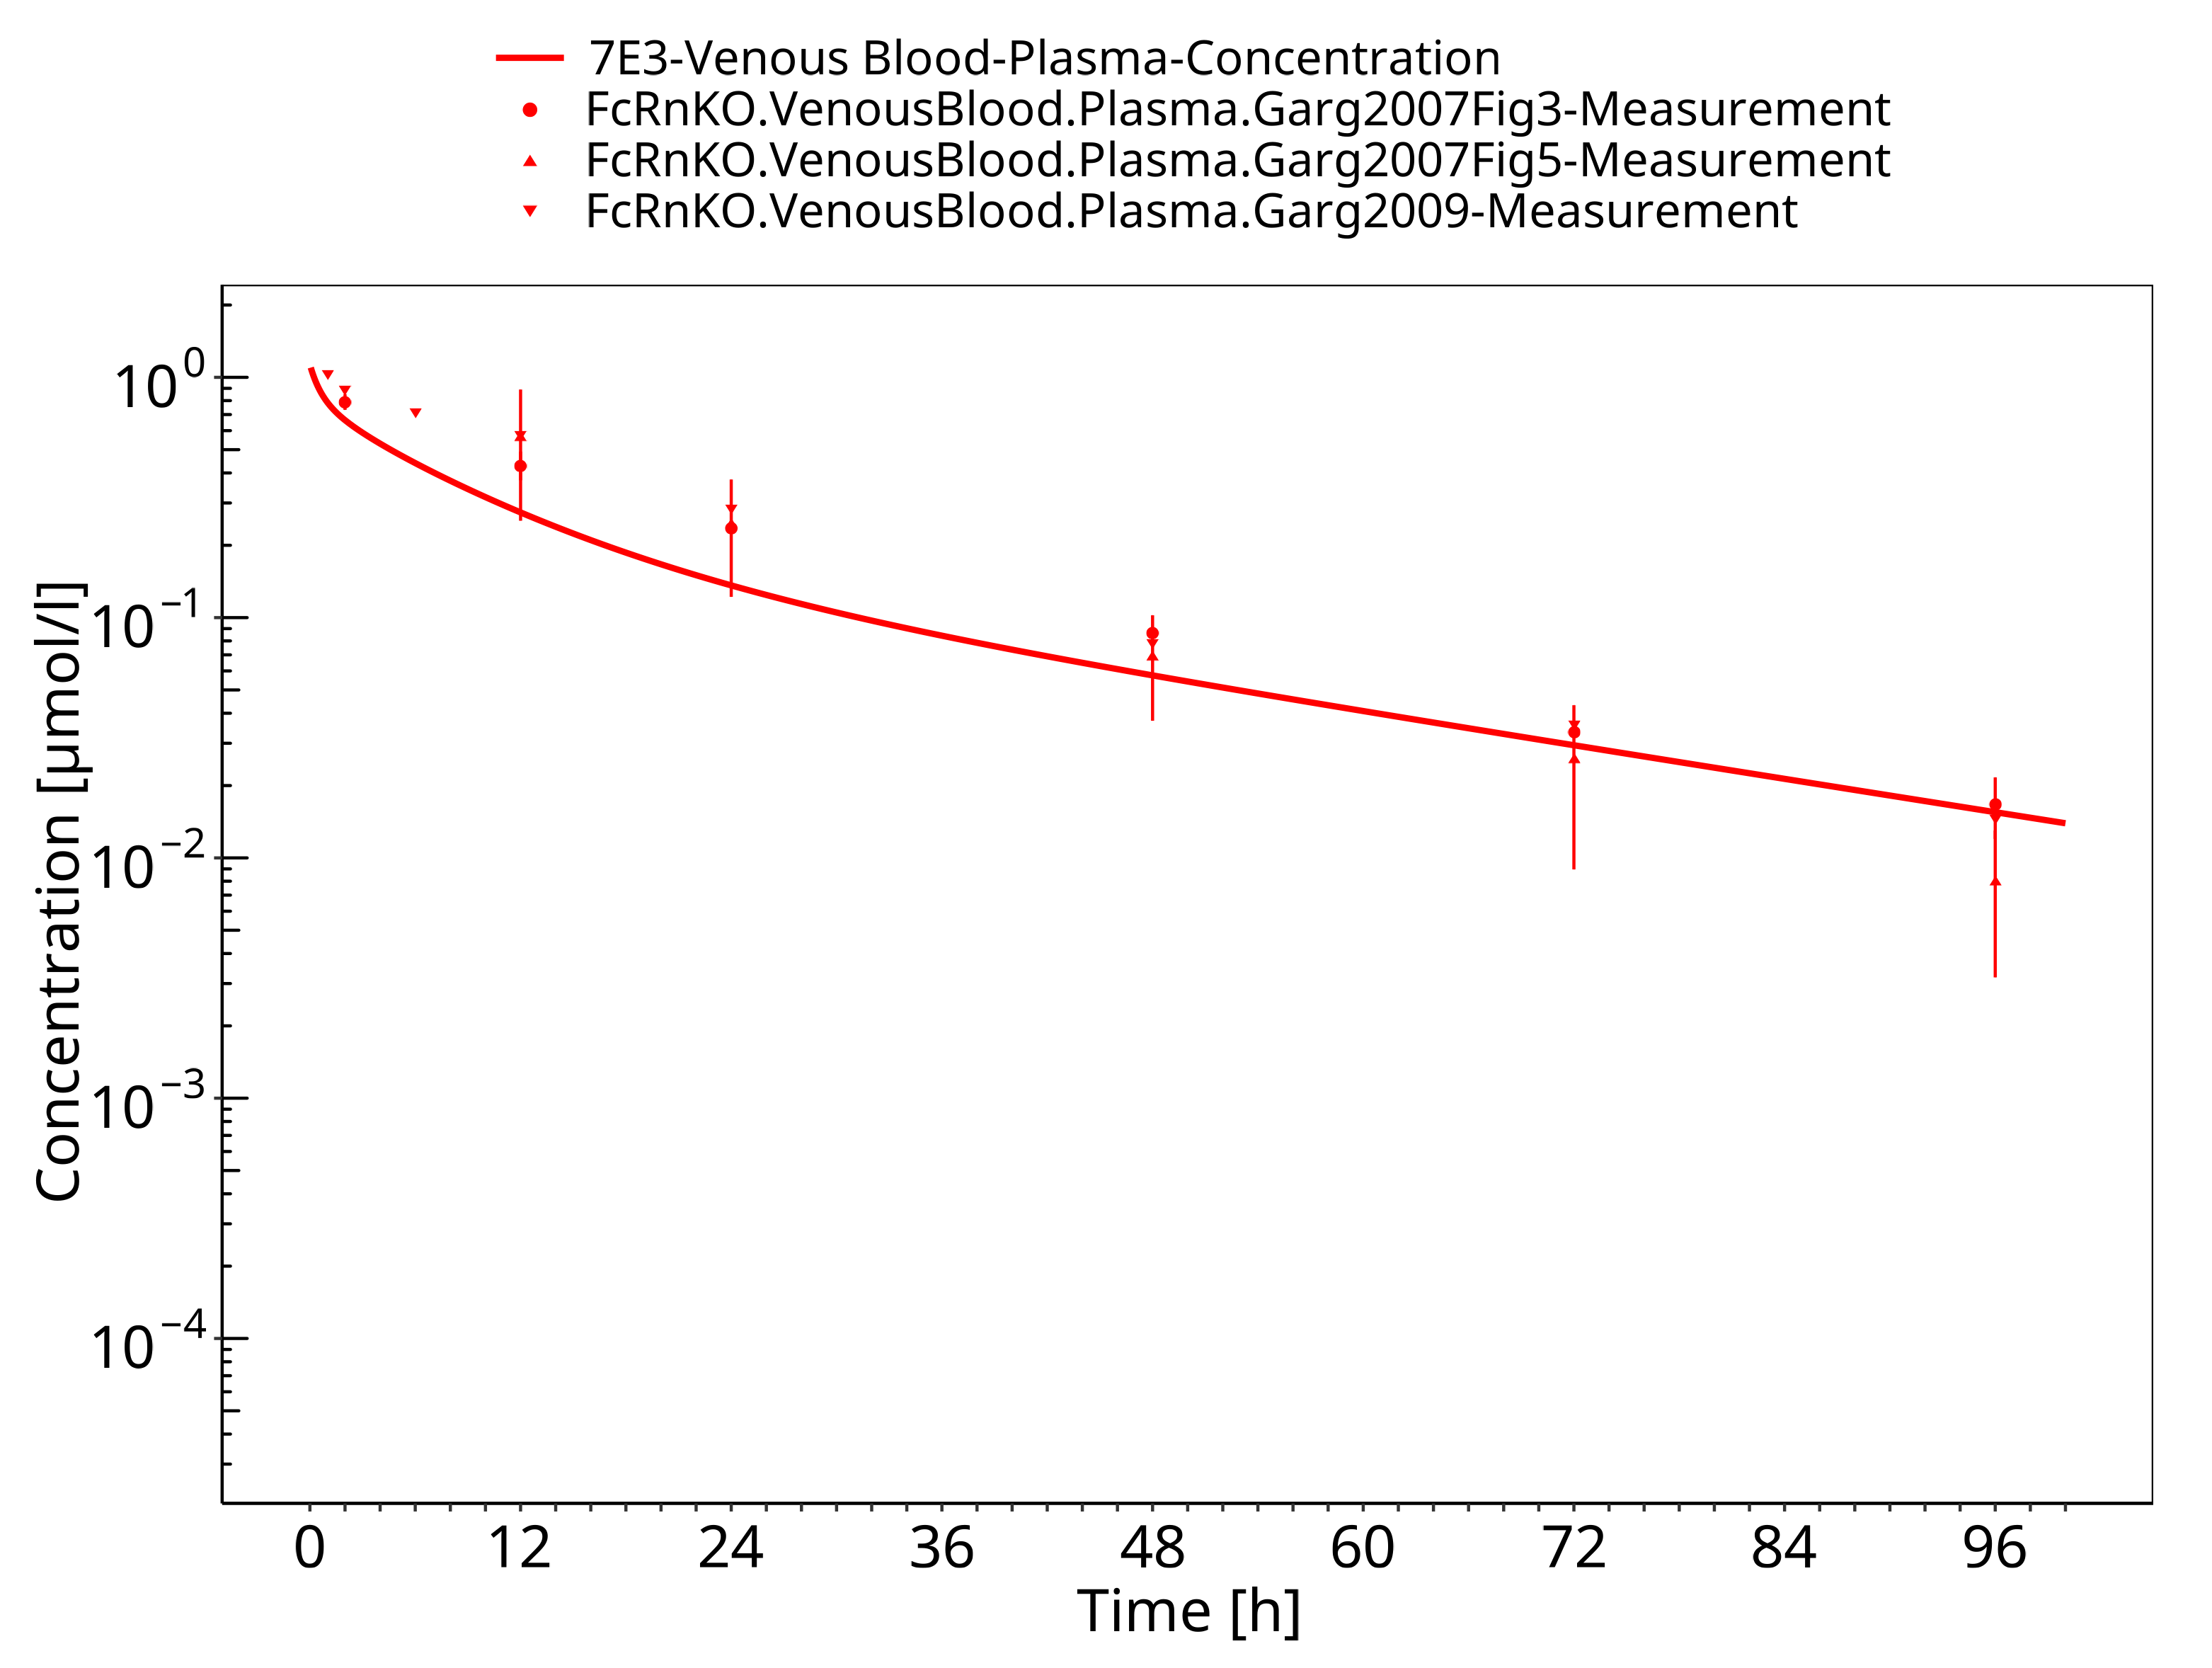 7E3-Venous Blood-Plasma-Concentration
FcRnKO.VenousBlood.Plasma.Garg2007Fig3-Measurement
FcRnKO.VenousBlood.Plasma.Garg2007Fig5-Measurement
FcRnKO.VenousBlood.Plasma.Garg2009-Measurement
Concentration [µmol/l]
10⁰
10⁻¹
10⁻²
10⁻³
10⁻⁴
0 12 24 36 48 60 72 84 96
Time [h]